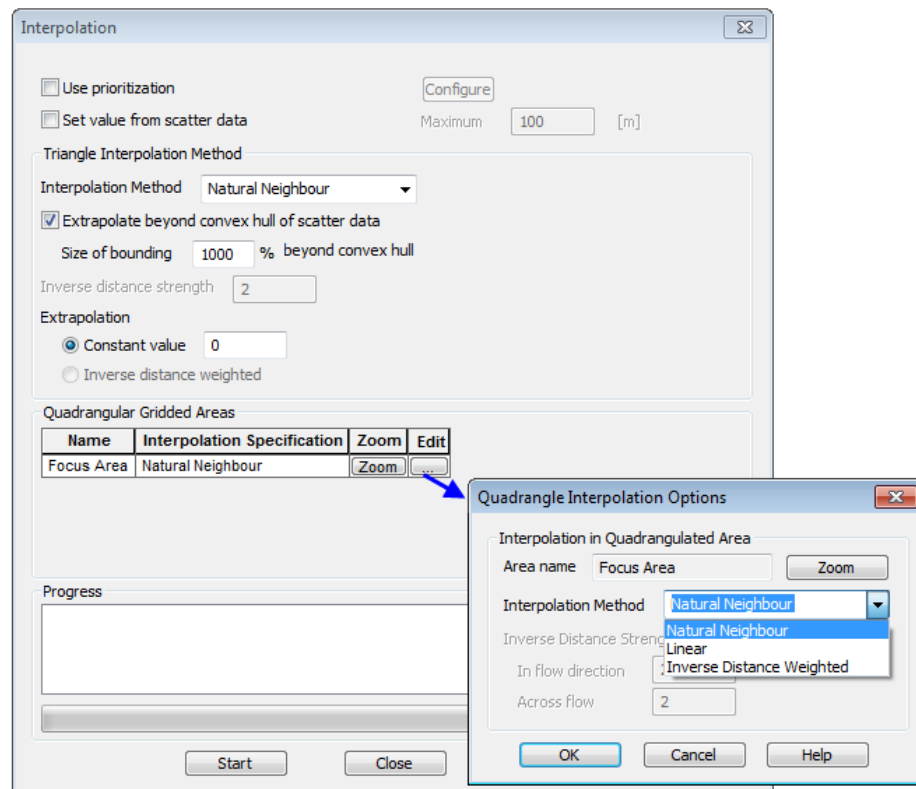 Interpolation
Use prioritization
Configure
Set value from scatter data
Maximum 100 [m]
Triangle Interpolation Method
Interpolation Method Natural Neighbour
Extrapolate beyond convex hull of scatter data
Size of bounding 1000 % beyond convex hull
Inverse distance strength 2
Extrapolation
Constant value 0
Inverse distance weighted
Quadrangular Gridded Areas
Name Interpolation Specification Zoom Edit
Focus Area Natural Neighbour Zoom ...
Progress
Start Close
Quadrangle Interpolation Options
Interpolation in Quadrangulated Area
Area name Focus Area Zoom
Interpolation Method Natural Neighbour
Natural Neighbour
Linear
Inverse Distance Weighted
Inverse Distance
In flow direction
Across flow 2
OK Cancel Help